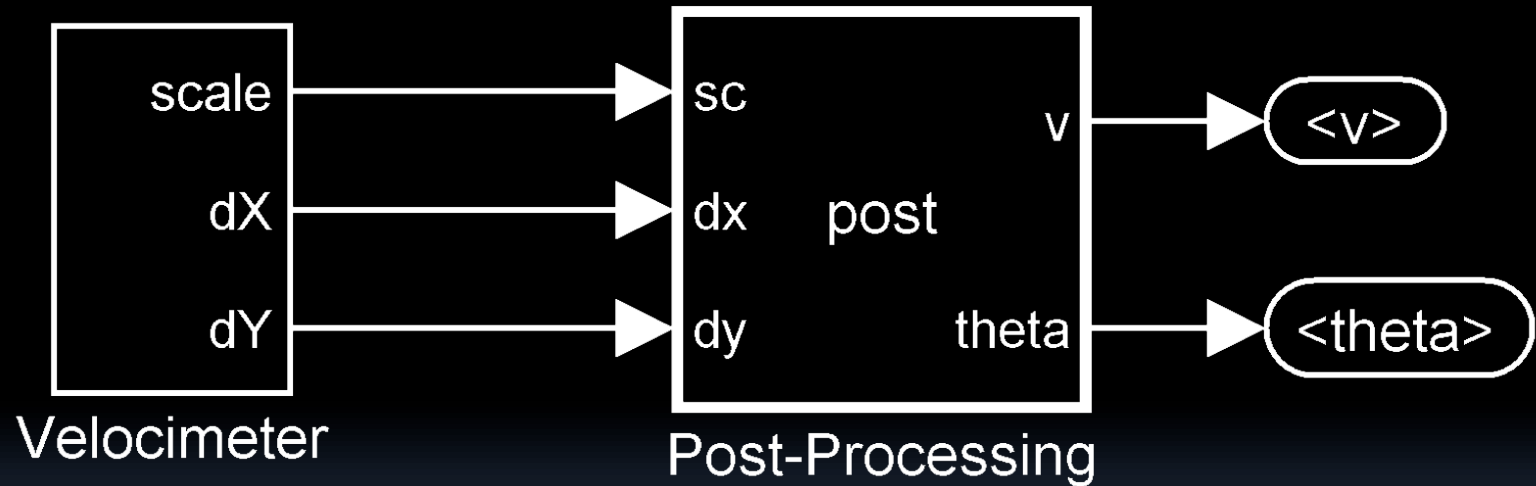 scale
dX
dY
Velocimeter
sc
dx
dy
post
v
theta
Post-Processing
<v>
<theta>